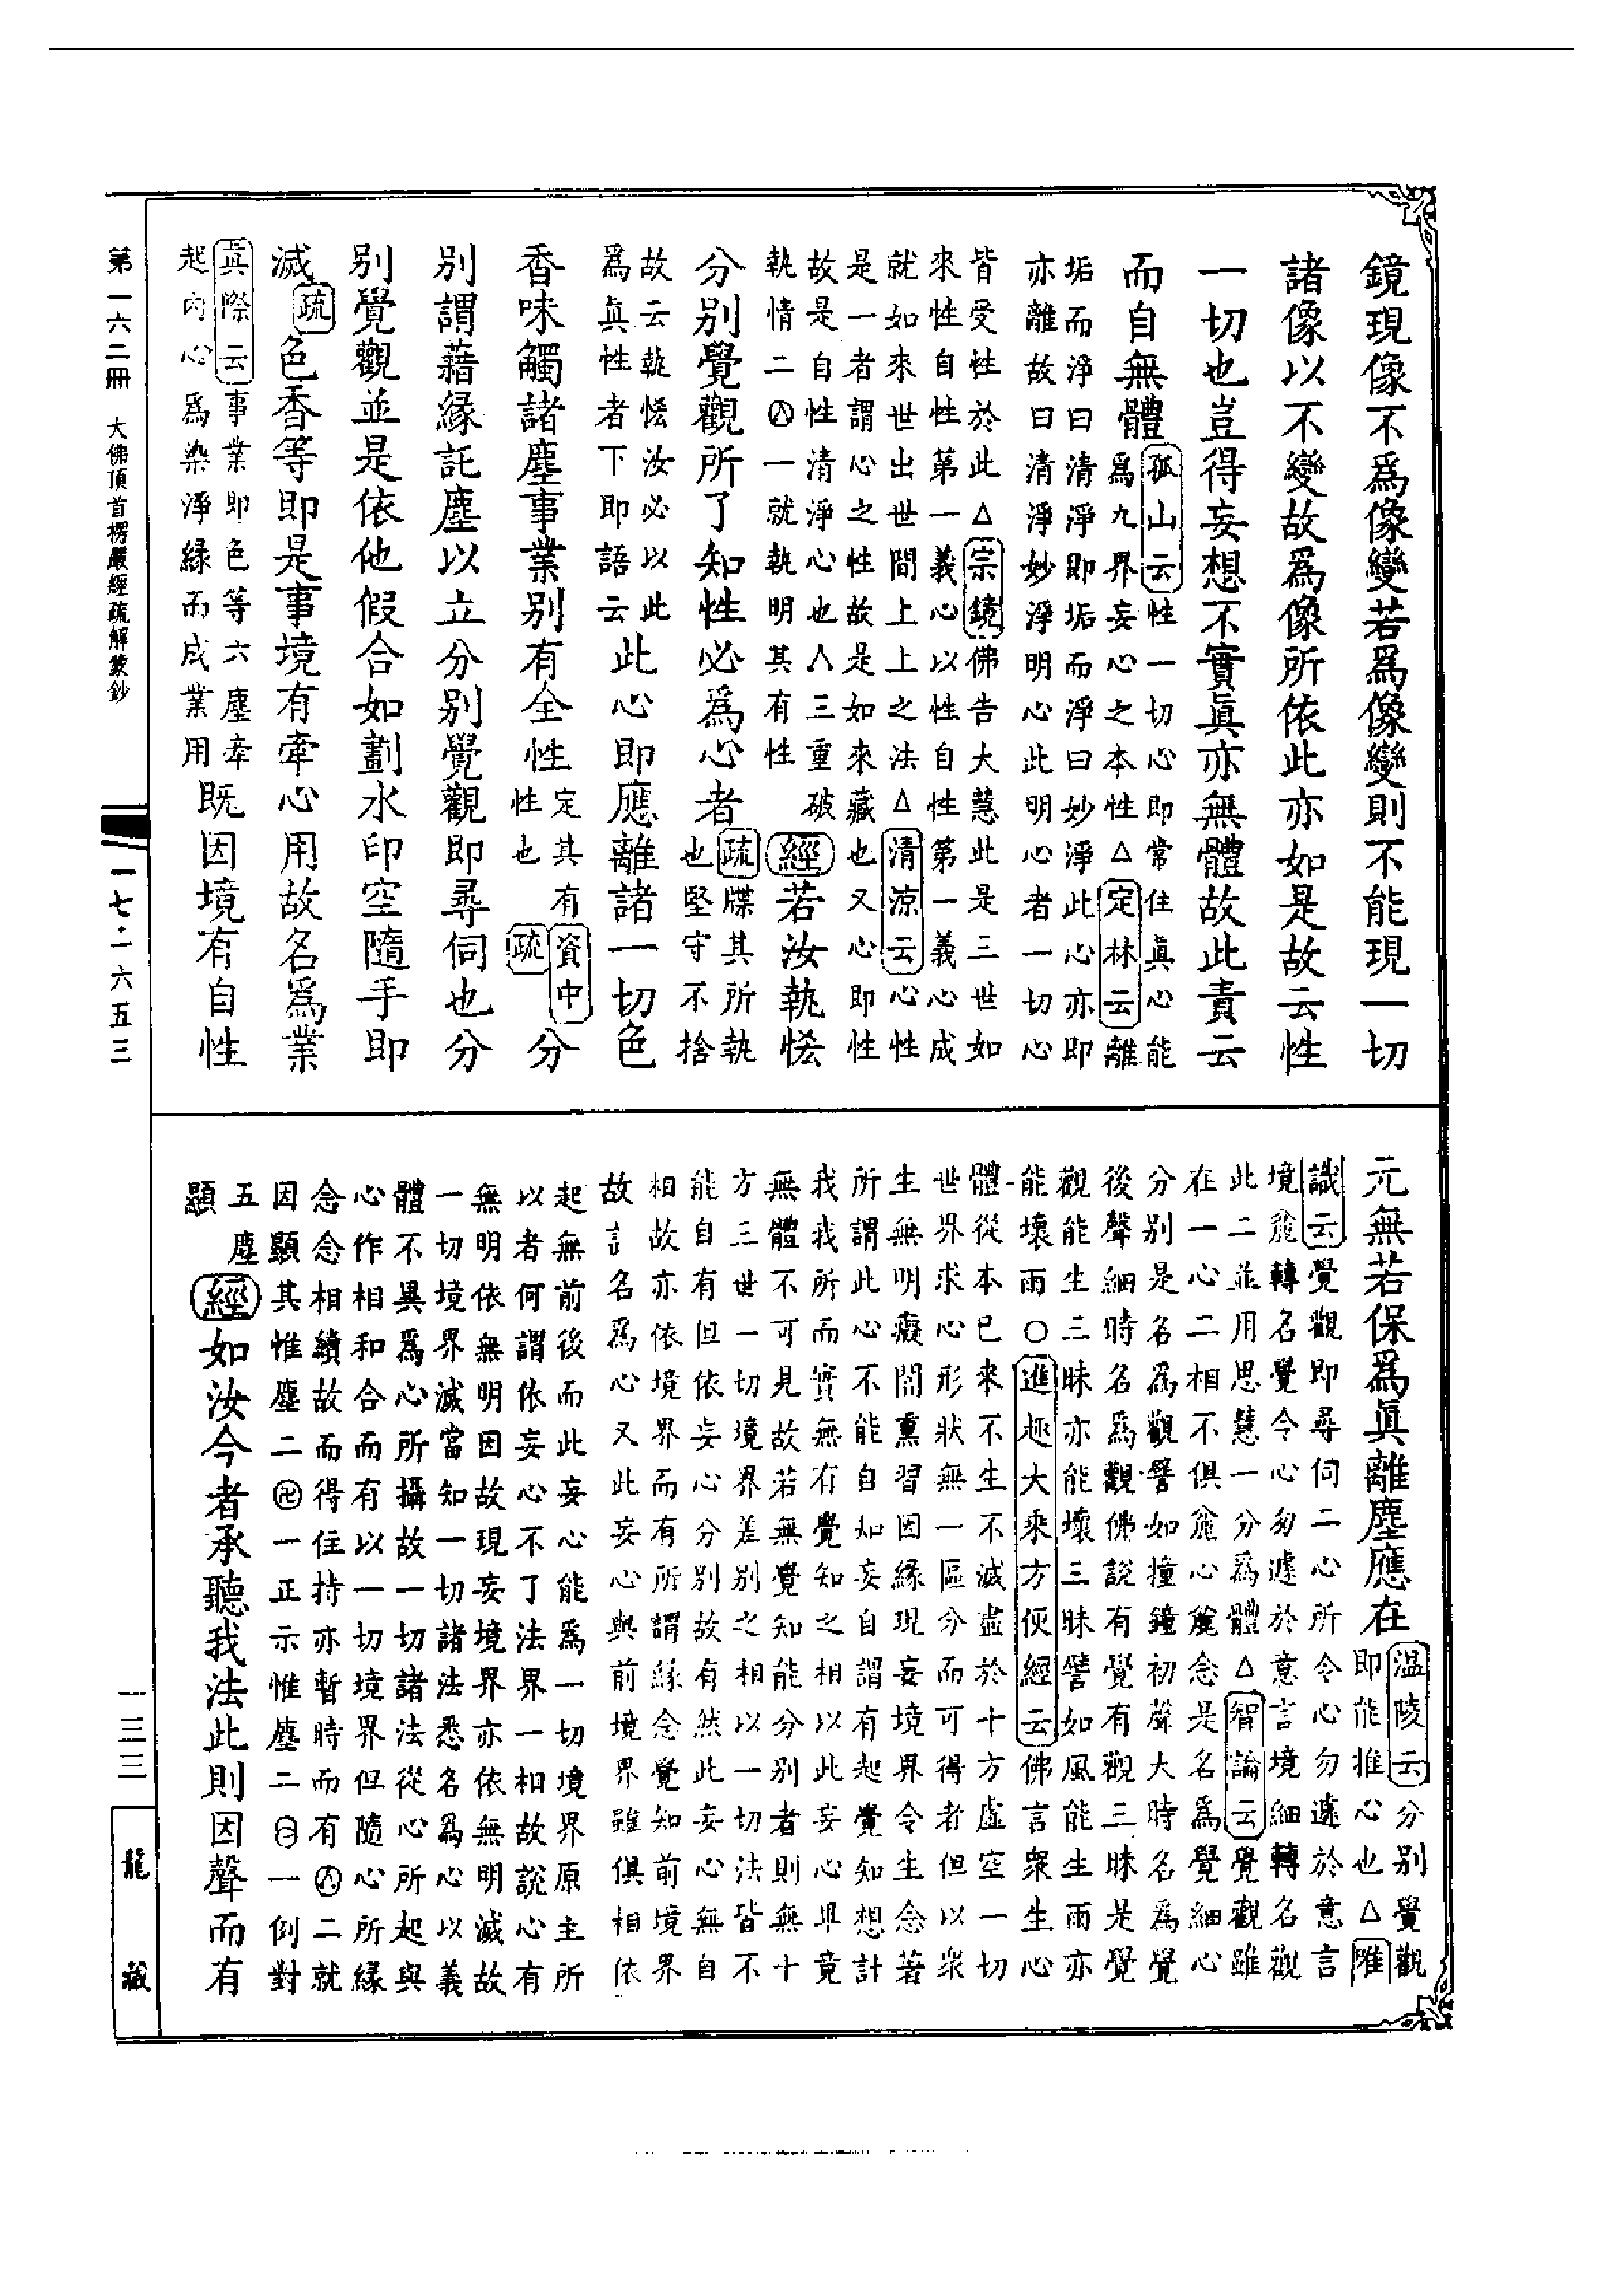 鏡現像不爲像變若爲像變則不能現一切
諸像以不變故爲像所依此亦如是故云性
一切也豈得妄想不實眞亦無體故此責云
而自無體孤山云性一切心即常住眞心能
爲九界妄心之本性△定林云離
垢而淨曰清淨即垢而淨曰妙淨此心亦即
亦離故曰清淨妙淨明心此明心者一切心
皆受性於此△宗鏡佛告大慧此是三世如
來性自性第一義心以性自性第一義心成
就如來世出世間上上之法△清涼云心性
是一者謂心之性故是如來藏也又心即性
故是自性清淨心也人三重破
執情二㊅一就執明其有性
經若汝執悋
分別覺觀所了知性必爲心者疏牒其所執
也堅守不捨
故云執悋汝必以此
爲眞性者下即語云此心即應離諸一切色
香味觸諸塵事業別有全性定其有資中
性也疏分
別謂藉緣託塵以立分別覺觀即尋伺也分
別覺觀並是依他假合如劃水印空隨手即
滅疏色香等即是事境有牽心用故名爲業
眞際云事業即色等六塵牽
起內心爲染淨緣而成業用既因境有自性
元無若保爲眞離塵應在溫陵云分別覺觀
即能推心也△唯
識云覺觀即尋伺二心所令心勿遽於意言
境麁轉名覺令心匆遽於意言境細轉名觀
此二並用思慧一分爲體△智論云覺觀雖
在一心二相不俱麁心麁念是名爲覺細心
分別是名爲觀譬如撞鐘初聲大時名爲覺
後聲細時名爲觀佛說有覺有觀三昧是覺
觀能生三昧亦能壞三昧譬如風能生雨亦
能壞雨○進趣大乘方便經云佛言衆生心
體從本已來不生不滅盡於十方虛空一切
世界求心形狀無一區分而可得者但以衆
生無明癡闇熏習因緣現妄境界令生念著
所謂此心不能自知妄自謂有起覺知想計
我我所而實無有覺知之相以此妄心畢竟
無體不可見故若無覺知能分別者則無十
方三世一切境界差別之相以一切法皆不
能自有但依妄心分別故有然此妄心無自
相故亦依境界而有所謂緣念覺知前境界
故言名爲心又此妄心與前境界雖俱相依
起無前後而此妄心能爲一切境界原主所
以者何謂依妄心不了法界一相故說心有
無明依無明因故現妄境界亦依無明滅故
一切境界滅當知一切諸法悉名爲心以義
體不異爲心所攝故一切諸法從心所起與
心作相和合而有以一切境界但隨心所緣
念念相續故而得住持亦暫時而有㊅二就
因顯其惟塵二㊉一正示惟塵二㊀一倒對
五塵
顯經如汝今者承聽我法此則因聲而有
第一六二冊 大佛頂首楞嚴經疏解蒙鈔
一七·一六五三
一三三
龍藏